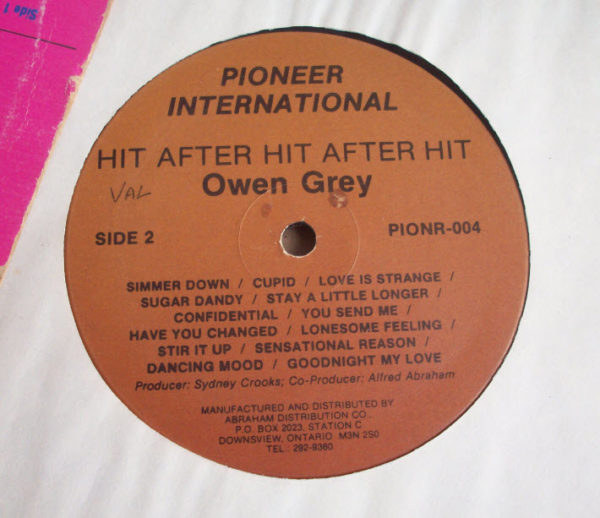 Side 1
PIONEER
INTERNATIONAL
HIT AFTER HIT AFTER HIT
VAL
Owen Grey
SIDE 2
PIONR-004
SIMMER DOWN / CUPID / LOVE IS STRANGE /
SUGAR DANDY / STAY A LITTLE LONGER /
CONFIDENTIAL / YOU SEND ME /
HAVE YOU CHANGED / LONESOME FEELING /
STIR IT UP / SENSATIONAL REASON /
DANCING MOOD / GOODNIGHT MY LOVE
Producer: Sydney Crooks; Co-Producer: Alfred Abraham
MANUFACTURED AND DISTRIBUTED BY
ABRAHAM DISTRIBUTION CO.,
P.O. BOX 2023, STATION C
DOWNSVIEW, ONTARIO M3N 2S0
TEL: 292-9360